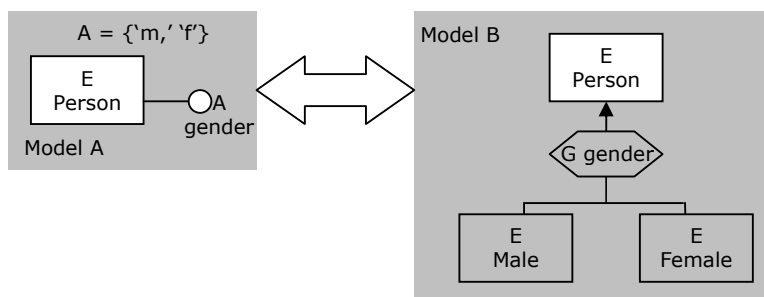 A = {‘m,’ ‘f’}
E
Person
A
gender
Model A
Model B
E
Person
G gender
E
Male
E
Female